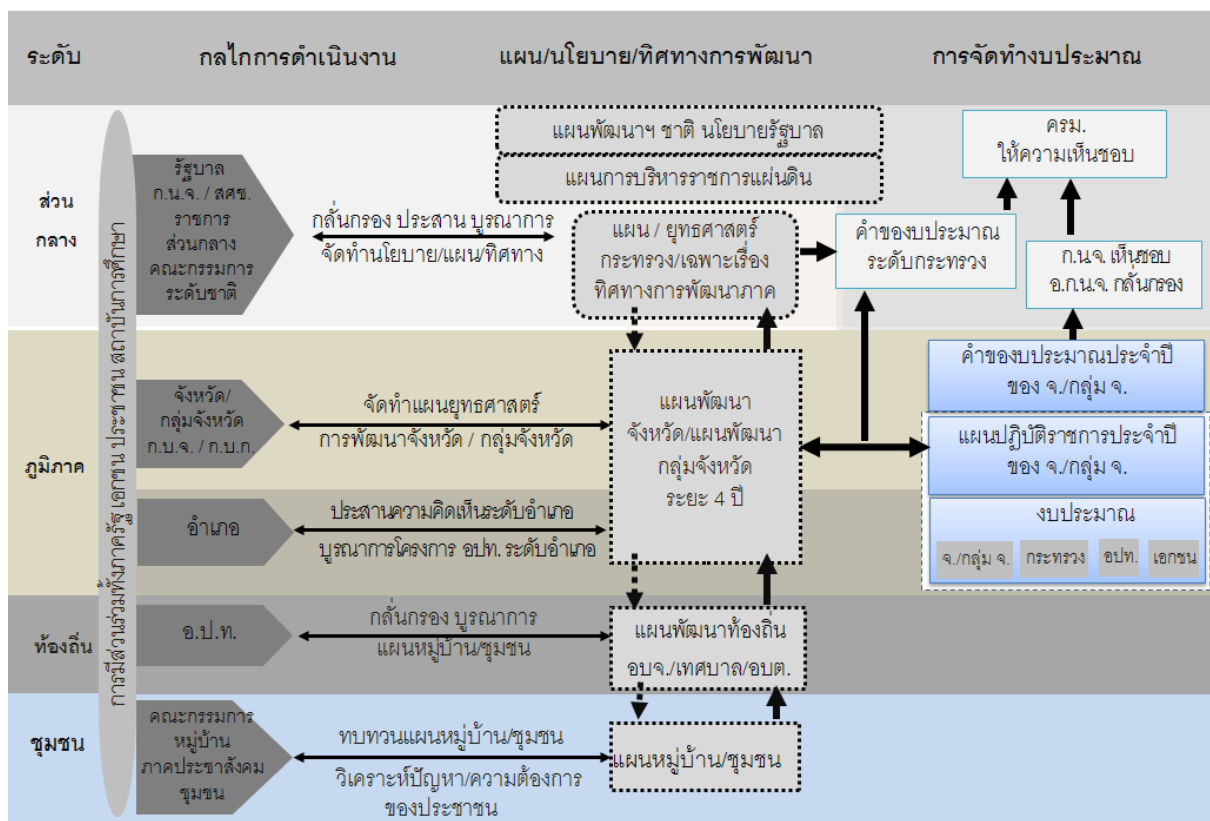 ระดับ
กลไกการดำเนินงาน
แผน/นโยบาย/ทิศทางการพัฒนา
การจัดทำงบประมาณ
การมีส่วนร่วมทั้งภาครัฐ เอกชน ประชาชน สถาบันการศึกษา
ส่วน
กลาง
รัฐบาล
ก.น.จ. / สศช.
ราชการ
ส่วนกลาง
คณะกรรมการ
ระดับชาติ
กลั่นกรอง ประสาน บูรณาการ
จัดทำนโยบาย/แผน/ทิศทาง
แผนพัฒนาฯ ชาติ นโยบายรัฐบาล
แผนการบริหารราชการแผ่นดิน
แผน / ยุทธศาสตร์
กระทรวง/เฉพาะเรื่อง
ทิศทางการพัฒนาภาค
คำของบประมาณ
ระดับกระทรวง
ครม.
ให้ความเห็นชอบ
ก.น.จ. เห็นชอบ
อ.ก.น.จ. กลั่นกรอง
ภูมิภาค
จังหวัด/
กลุ่มจังหวัด
ก.บ.จ. / ก.บ.ก.
จัดทำแผนยุทธศาสตร์
การพัฒนาจังหวัด / กลุ่มจังหวัด
อำเภอ
ประสานความคิดเห็นระดับอำเภอ
บูรณาการโครงการ อปท. ระดับอำเภอ
แผนพัฒนา
จังหวัด/แผนพัฒนา
กลุ่มจังหวัด
ระยะ 4 ปี
คำของบประมาณประจำปี
ของ จ./กลุ่ม จ.
แผนปฏิบัติราชการประจำปี
ของ จ./กลุ่ม จ.
งบประมาณ
จ./กลุ่ม จ.
กระทรวง
อปท.
เอกชน
ท้องถิ่น
อ.ป.ท.
กลั่นกรอง บูรณาการ
แผนหมู่บ้าน/ชุมชน
แผนพัฒนาท้องถิ่น
อบจ./เทศบาล/อบต.
ชุมชน
คณะกรรมการ
หมู่บ้าน
ภาคประชาสังคม
ชุมชน
ทบทวนแผนหมู่บ้าน/ชุมชน
วิเคราะห์ปัญหา/ความต้องการ
ของประชาชน
แผนหมู่บ้าน/ชุมชน